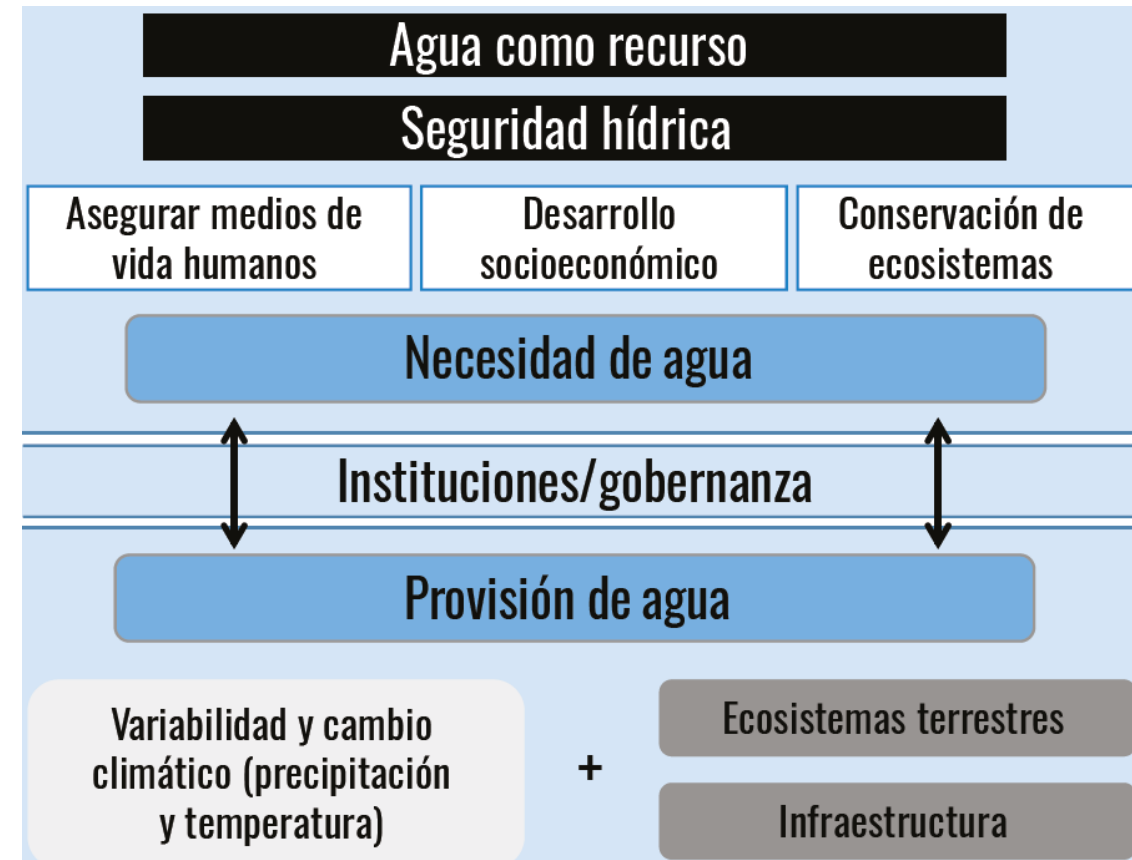 Agua como recurso
Seguridad hídrica
Asegurar medios de
vida humanos
Desarrollo
socioeconómico
Conservación de
ecosistemas
Necesidad de agua
Instituciones/gobernanza
Provisión de agua
Variabilidad y cambio
climático (precipitación
y temperatura)
+
Ecosistemas terrestres
Infraestructura